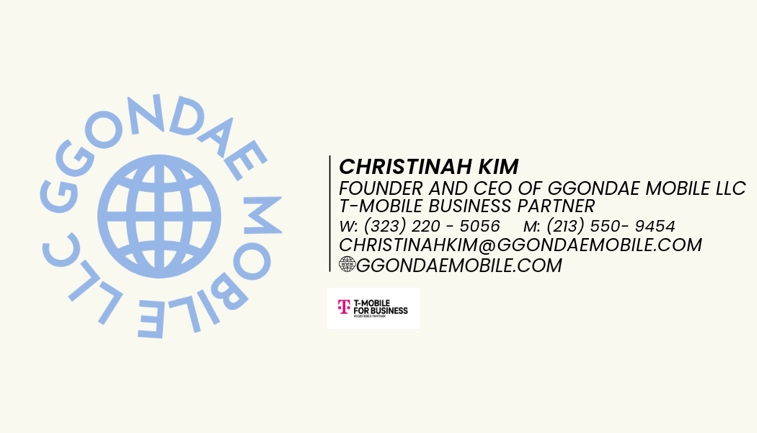 GGONDAE MOBILE LLC
CHRISTINAH KIM
FOUNDER AND CEO OF GGONDAE MOBILE LLC
T-MOBILE BUSINESS PARTNER
W: (323) 220 - 5056 M: (213) 550- 9454
CHRISTINAHKIM@GGONDAEMOBILE.COM
GGONDAEMOBILE.COM
T T-MOBILE
FOR BUSINESS